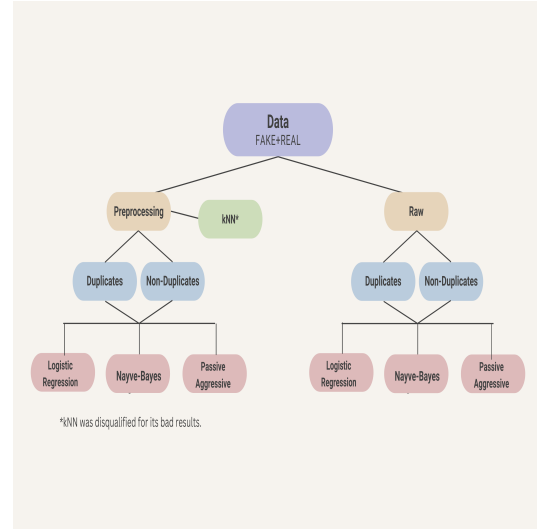 Data
FAKE+REAL
Preprocessing
kNN*
Raw
Duplicates
Non-Duplicates
Duplicates
Non-Duplicates
Logistic
Regression
Nayve-Bayes
Passive
Aggressive
Logistic
Regression
Nayve-Bayes
Passive
Aggressive
*kNN was disqualified for its bad results.